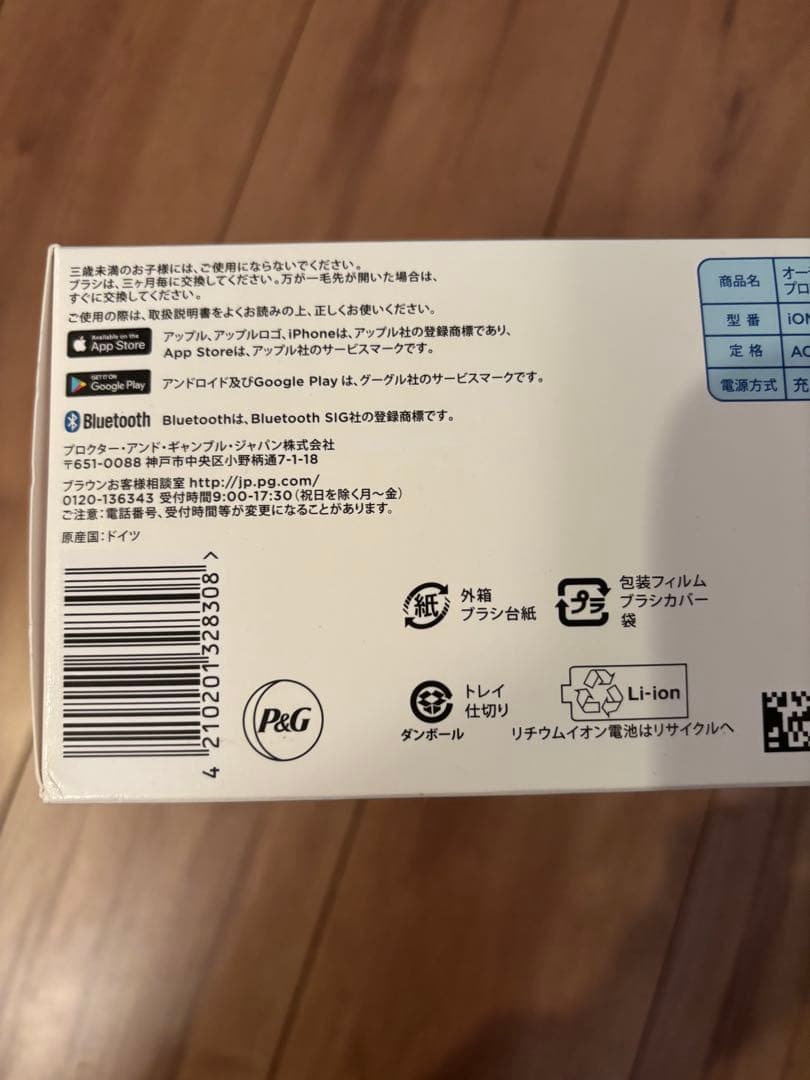 三歳未満のお子様には、ご使用にならないでください。
ブラシは、三ヶ月毎に交換してください。万が一毛先が開いた場合は、
すぐに交換してください。
ご使用の際は、取扱説明書をよくお読みの上、正しくお使いください。
Available on the
App Store
アップル、アップルロゴ、iPhoneは、アップル社の登録商標であり、
App Storeは、アップル社のサービスマークです。
GET IT ON
Google Play
アンドロイド及びGoogle Play は、グーグル社のサービスマークです。
Bluetooth
Bluetoothは、Bluetooth SIG社の登録商標です。
プロクター・アンド・ギャンブル・ジャパン株式会社
〒651-0088 神戸市中央区小野柄通7-1-18
ブラウンお客様相談室 http://jp.pg.com/
0120-136343 受付時間9:00-17:30（祝日を除く月〜金）
ご注意：電話番号、受付時間等が変更になることがあります。
原産国：ドイツ
4 210201328308 >
P&G
紙
外箱
ブラシ台紙
プラ
包装フィルム
ブラシカバー
袋
ダンボール
トレイ
仕切り
Li-ion
リチウムイオン電池はリサイクルへ
商品名
オー
プロ
型番
iON
定格
AC
電源方式
充